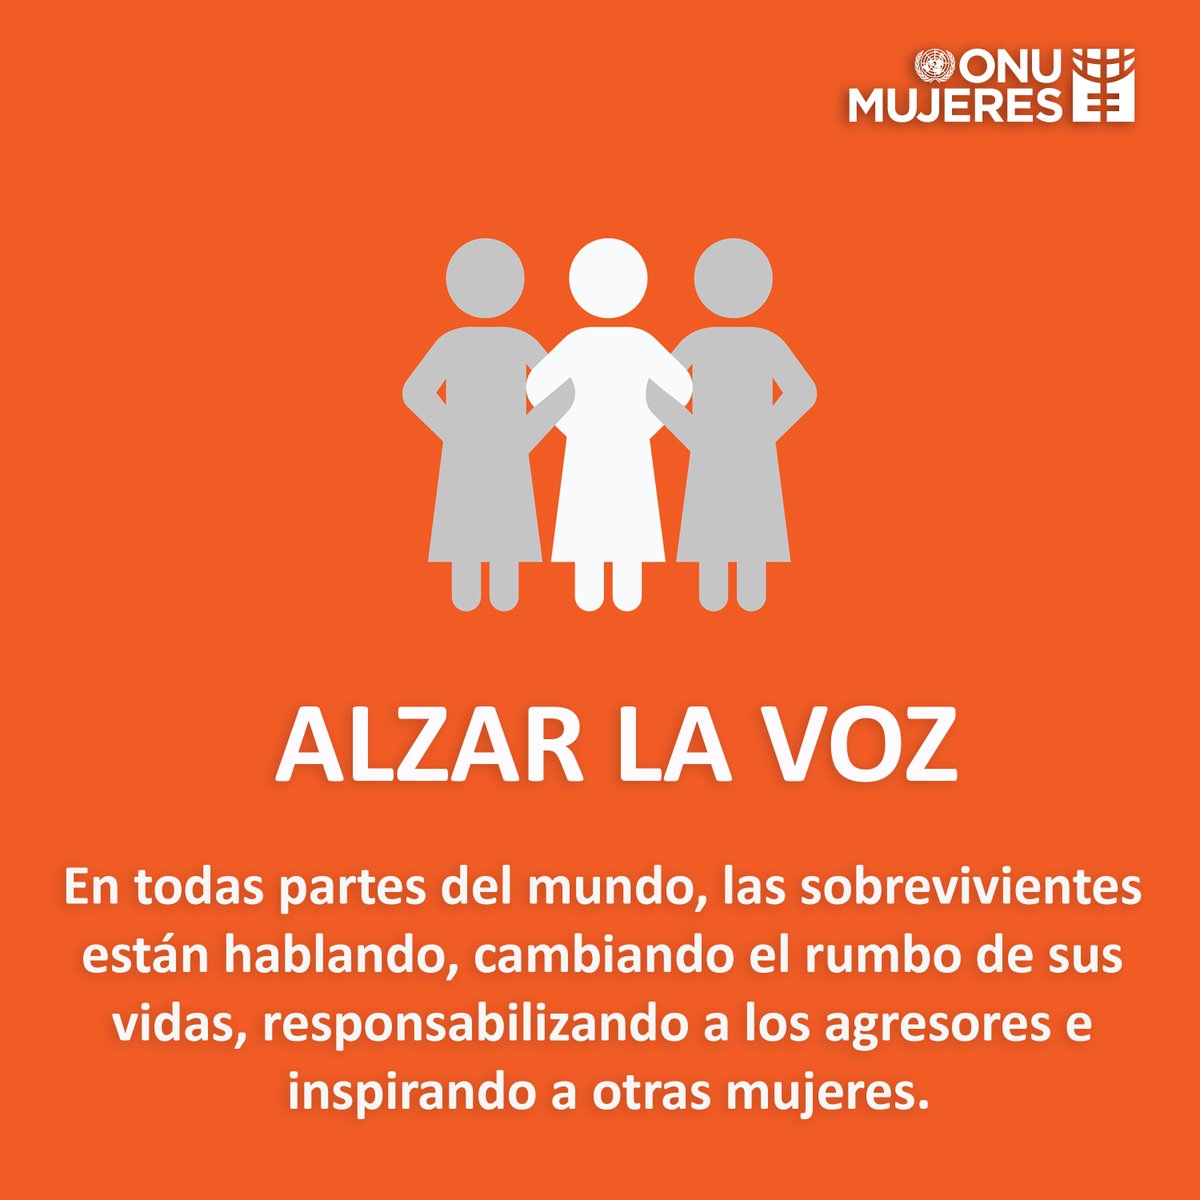 ONU
MUJERES
ALZAR LA VOZ
En todas partes del mundo, las sobrevivientes
están hablando, cambiando el rumbo de sus
vidas, responsabilizando a los agresores e
inspirando a otras mujeres.